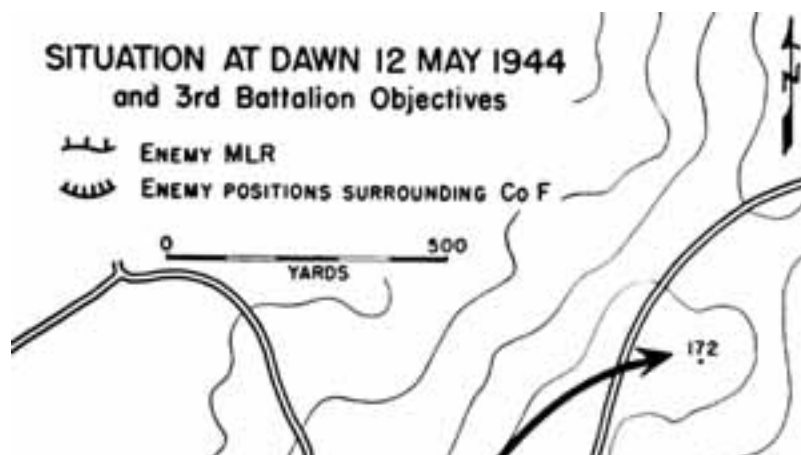 SITUATION AT DAWN 12 MAY 1944
and 3rd Battalion Objectives
ENEMY MLR
ENEMY POSITIONS SURROUNDING CO F
0 500
YARDS
172
N